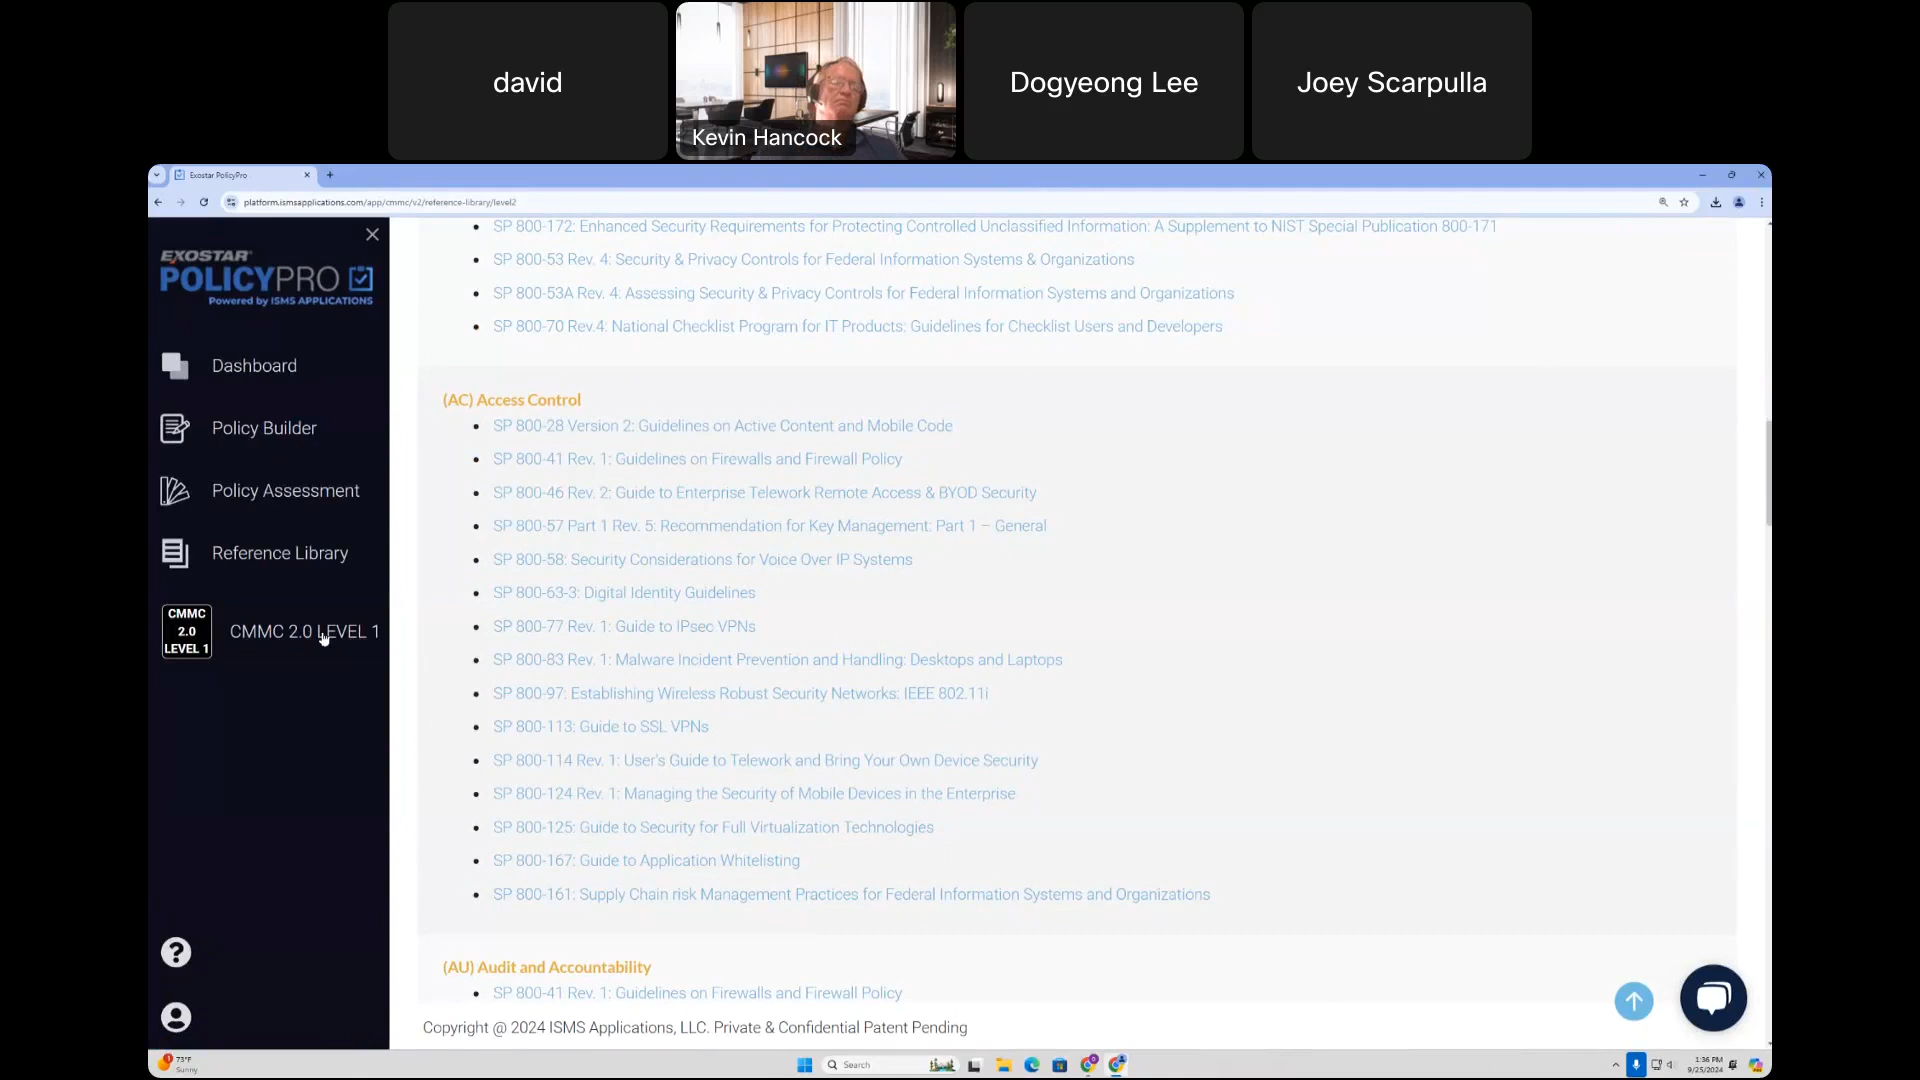 david
Kevin Hancock
Dogyeong Lee
Joey Scarpulla
Exostar PolicyPro
platform.ismsapplications.com/app/cmmc/v2/reference-library/level2
EXOSTAR
POLICYPRO
Powered by ISMS APPLICATIONS
Dashboard
Policy Builder
Policy Assessment
Reference Library
CMMC
2.0
LEVEL 1
CMMC 2.0 LEVEL 1
SP 800-172: Enhanced Security Requirements for Protecting Controlled Unclassified Information: A Supplement to NIST Special Publication 800-171
SP 800-53 Rev. 4: Security & Privacy Controls for Federal Information Systems & Organizations
SP 800-53A Rev. 4: Assessing Security & Privacy Controls for Federal Information Systems and Organizations
SP 800-70 Rev.4: National Checklist Program for IT Products: Guidelines for Checklist Users and Developers
(AC) Access Control
SP 800-28 Version 2: Guidelines on Active Content and Mobile Code
SP 800-41 Rev. 1: Guidelines on Firewalls and Firewall Policy
SP 800-46 Rev. 2: Guide to Enterprise Telework Remote Access & BYOD Security
SP 800-57 Part 1 Rev. 5: Recommendation for Key Management: Part 1 – General
SP 800-58: Security Considerations for Voice Over IP Systems
SP 800-63-3: Digital Identity Guidelines
SP 800-77 Rev. 1: Guide to IPsec VPNs
SP 800-83 Rev. 1: Malware Incident Prevention and Handling: Desktops and Laptops
SP 800-97: Establishing Wireless Robust Security Networks: IEEE 802.11i
SP 800-113: Guide to SSL VPNs
SP 800-114 Rev. 1: User's Guide to Telework and Bring Your Own Device Security
SP 800-124 Rev. 1: Managing the Security of Mobile Devices in the Enterprise
SP 800-125: Guide to Security for Full Virtualization Technologies
SP 800-167: Guide to Application Whitelisting
SP 800-161: Supply Chain risk Management Practices for Federal Information Systems and Organizations
(AU) Audit and Accountability
SP 800-41 Rev. 1: Guidelines on Firewalls and Firewall Policy
Copyright @ 2024 ISMS Applications, LLC. Private & Confidential Patent Pending
73°F
Sunny
Search
1:36 PM
9/25/2024